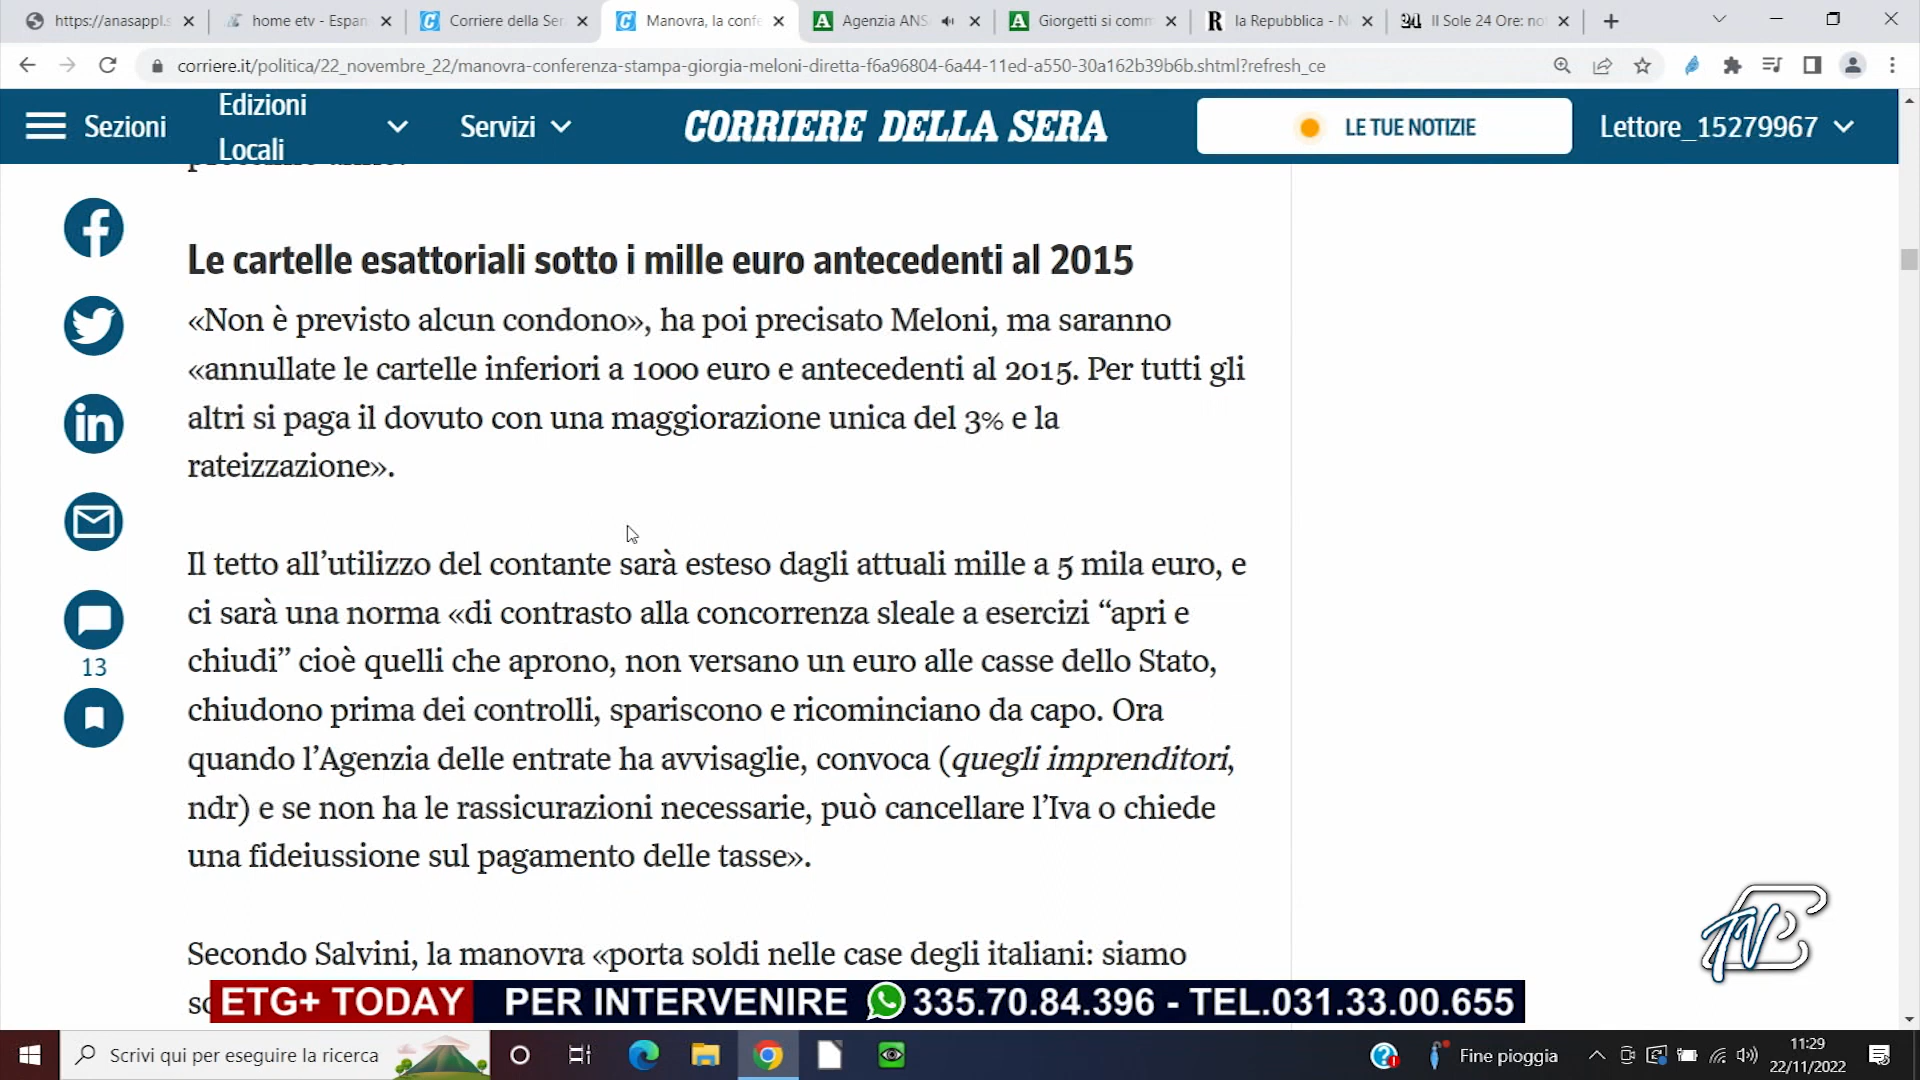 https://anasappl.s
home etv - Espan
Corriere della Ser
Manovra, la confe
Agenzia ANS
Giorgetti si comm
la Repubblica - N
Il Sole 24 Ore: no
corriere.it/politica/22_novembre_22/manovra-conferenza-stampa-giorgia-meloni-diretta-f6a96804-6a44-11ed-a550-30a162b39b6b.shtml?refresh_ce
Sezioni
Edizioni
Locali
Servizi
CORRIERE DELLA SERA
LE TUE NOTIZIE
Lettore_15279967
Le cartelle esattoriali sotto i mille euro antecedenti al 2015
«Non è previsto alcun condono», ha poi precisato Meloni, ma saranno
«annullate le cartelle inferiori a 1000 euro e antecedenti al 2015. Per tutti gli
altri si paga il dovuto con una maggiorazione unica del 3% e la
rateizzazione».
Il tetto all’utilizzo del contante sarà esteso dagli attuali mille a 5 mila euro, e
ci sarà una norma «di contrasto alla concorrenza sleale a esercizi “apri e
chiudi” cioè quelli che aprono, non versano un euro alle casse dello Stato,
chiudono prima dei controlli, spariscono e ricominciano da capo. Ora
quando l’Agenzia delle entrate ha avvisaglie, convoca (quegli imprenditori,
ndr) e se non ha le rassicurazioni necessarie, può cancellare l’Iva o chiede
una fideiussione sul pagamento delle tasse».
Secondo Salvini, la manovra «porta soldi nelle case degli italiani: siamo
13
ETV
ETG+ TODAY PER INTERVENIRE 335.70.84.396 - TEL.031.33.00.655
Scrivi qui per eseguire la ricerca
Fine pioggia
11:29
22/11/2022